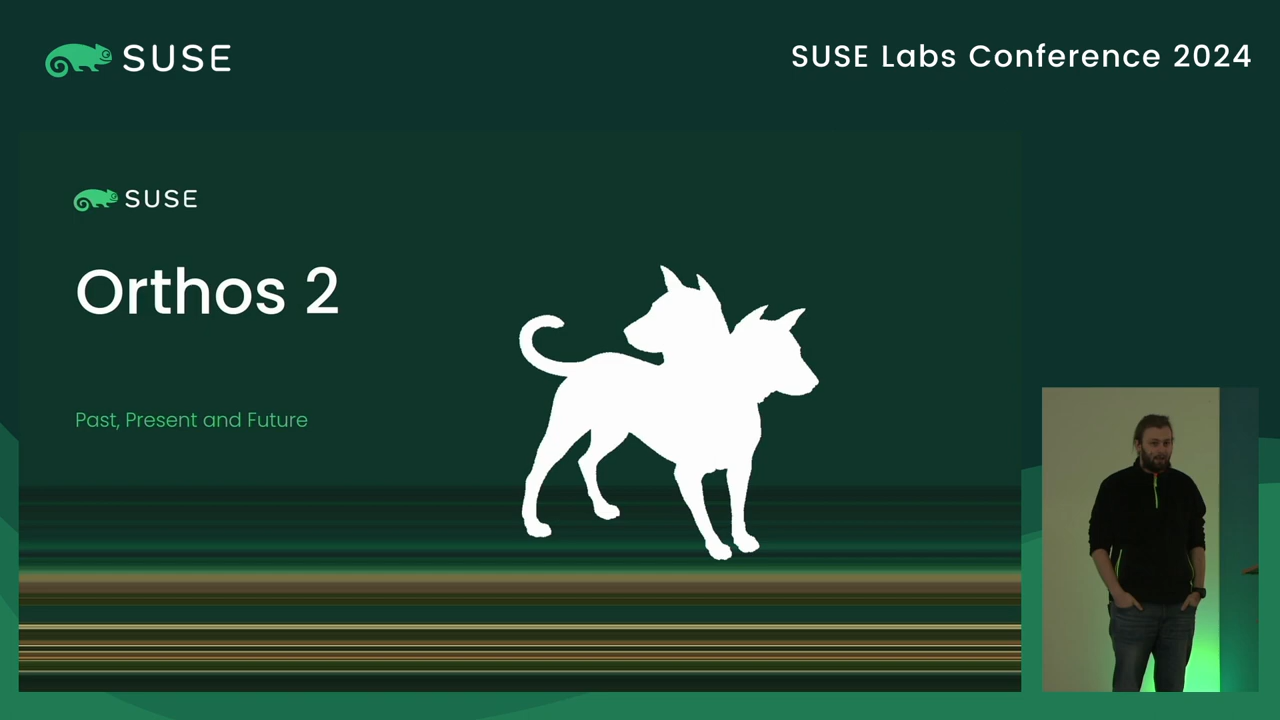 SUSE
SUSE Labs Conference 2024
SUSE
Orthos 2
Past, Present and Future